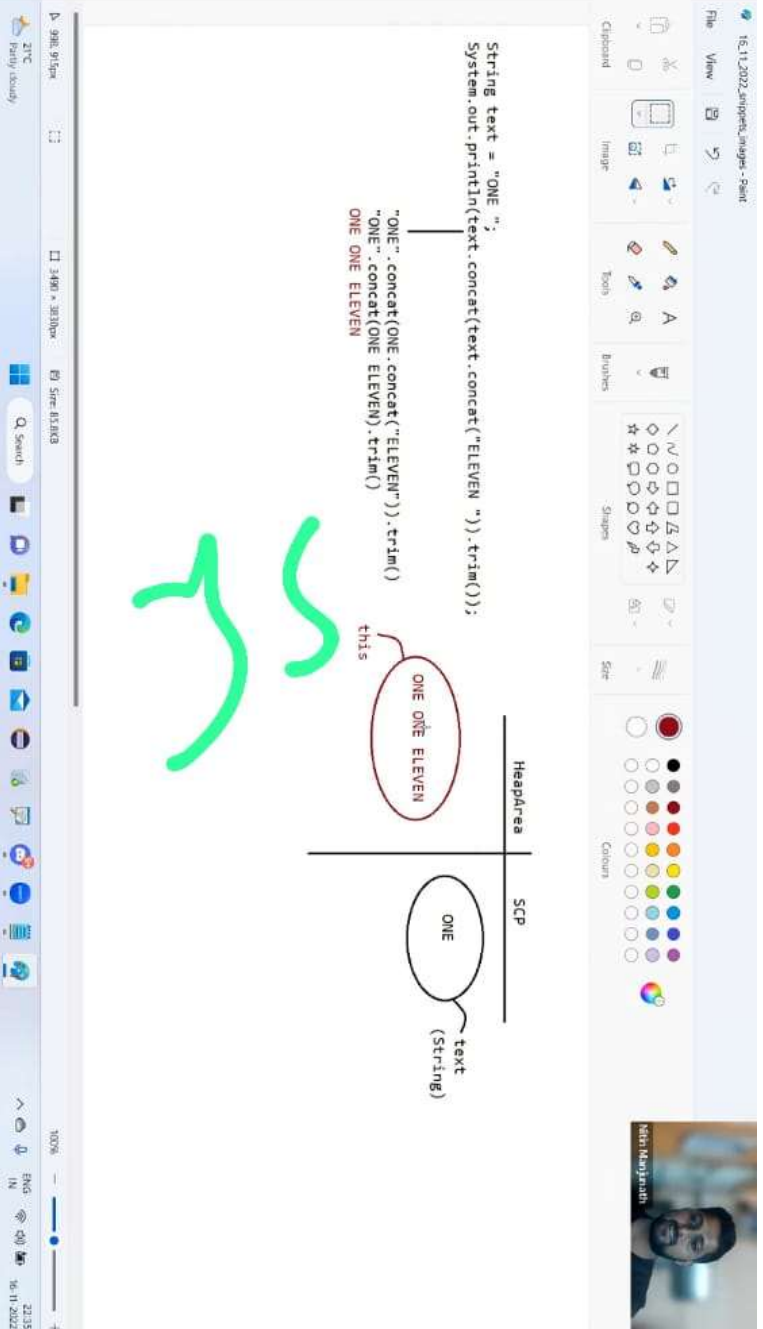 16_11_2022_snippets_images - Paint
File View
Clipboard
Image
Tools
Brushes
Shapes
Size
Colours
Nitin Manjunath
String text = "ONE ";
System.out.println(text.concat(text.concat("ELEVEN ")).trim());
"ONE".concat(ONE.concat("ELEVEN")).trim()
"ONE".concat(ONE ELEVEN).trim()
ONE ONE ELEVEN
HeapArea
SCP
ONE ONE ELEVEN
this
ONE
text
(String)
998, 915px
3490 × 3830px
Size: 85.8KB
100%
21°C
Partly cloudy
Search
ENG
IN
22:35
16-11-2022